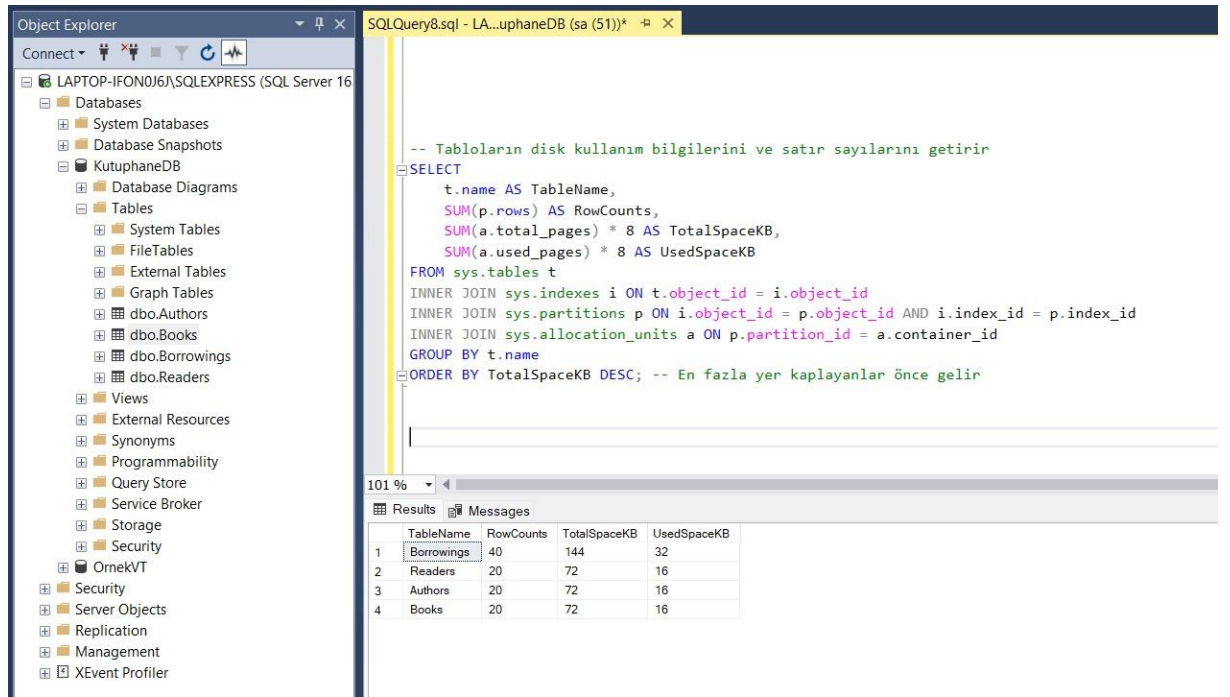 Object Explorer
Connect
LAPTOP-IFON0J6J\SQLEXPRESS (SQL Server 16
Databases
System Databases
Database Snapshots
KutuphaneDB
Database Diagrams
Tables
System Tables
FileTables
External Tables
Graph Tables
dbo.Authors
dbo.Books
dbo.Borrowings
dbo.Readers
Views
External Resources
Synonyms
Programmability
Query Store
Service Broker
Storage
Security
OrnekVT
Security
Server Objects
Replication
Management
XEvent Profiler
SQLQuery8.sql - LA...uphaneDB (sa (51))*
-- Tabloların disk kullanım bilgilerini ve satır sayılarını getirir
SELECT
t.name AS TableName,
SUM(p.rows) AS RowCounts,
SUM(a.total_pages) * 8 AS TotalSpaceKB,
SUM(a.used_pages) * 8 AS UsedSpaceKB
FROM sys.tables t
INNER JOIN sys.indexes i ON t.object_id = i.object_id
INNER JOIN sys.partitions p ON i.object_id = p.object_id AND i.index_id = p.index_id
INNER JOIN sys.allocation_units a ON p.partition_id = a.container_id
GROUP BY t.name
ORDER BY TotalSpaceKB DESC; -- En fazla yer kaplayanlar önce gelir
101 %
Results Messages
TableName RowCounts TotalSpaceKB UsedSpaceKB
1 Borrowings 40 144 32
2 Readers 20 72 16
3 Authors 20 72 16
4 Books 20 72 16